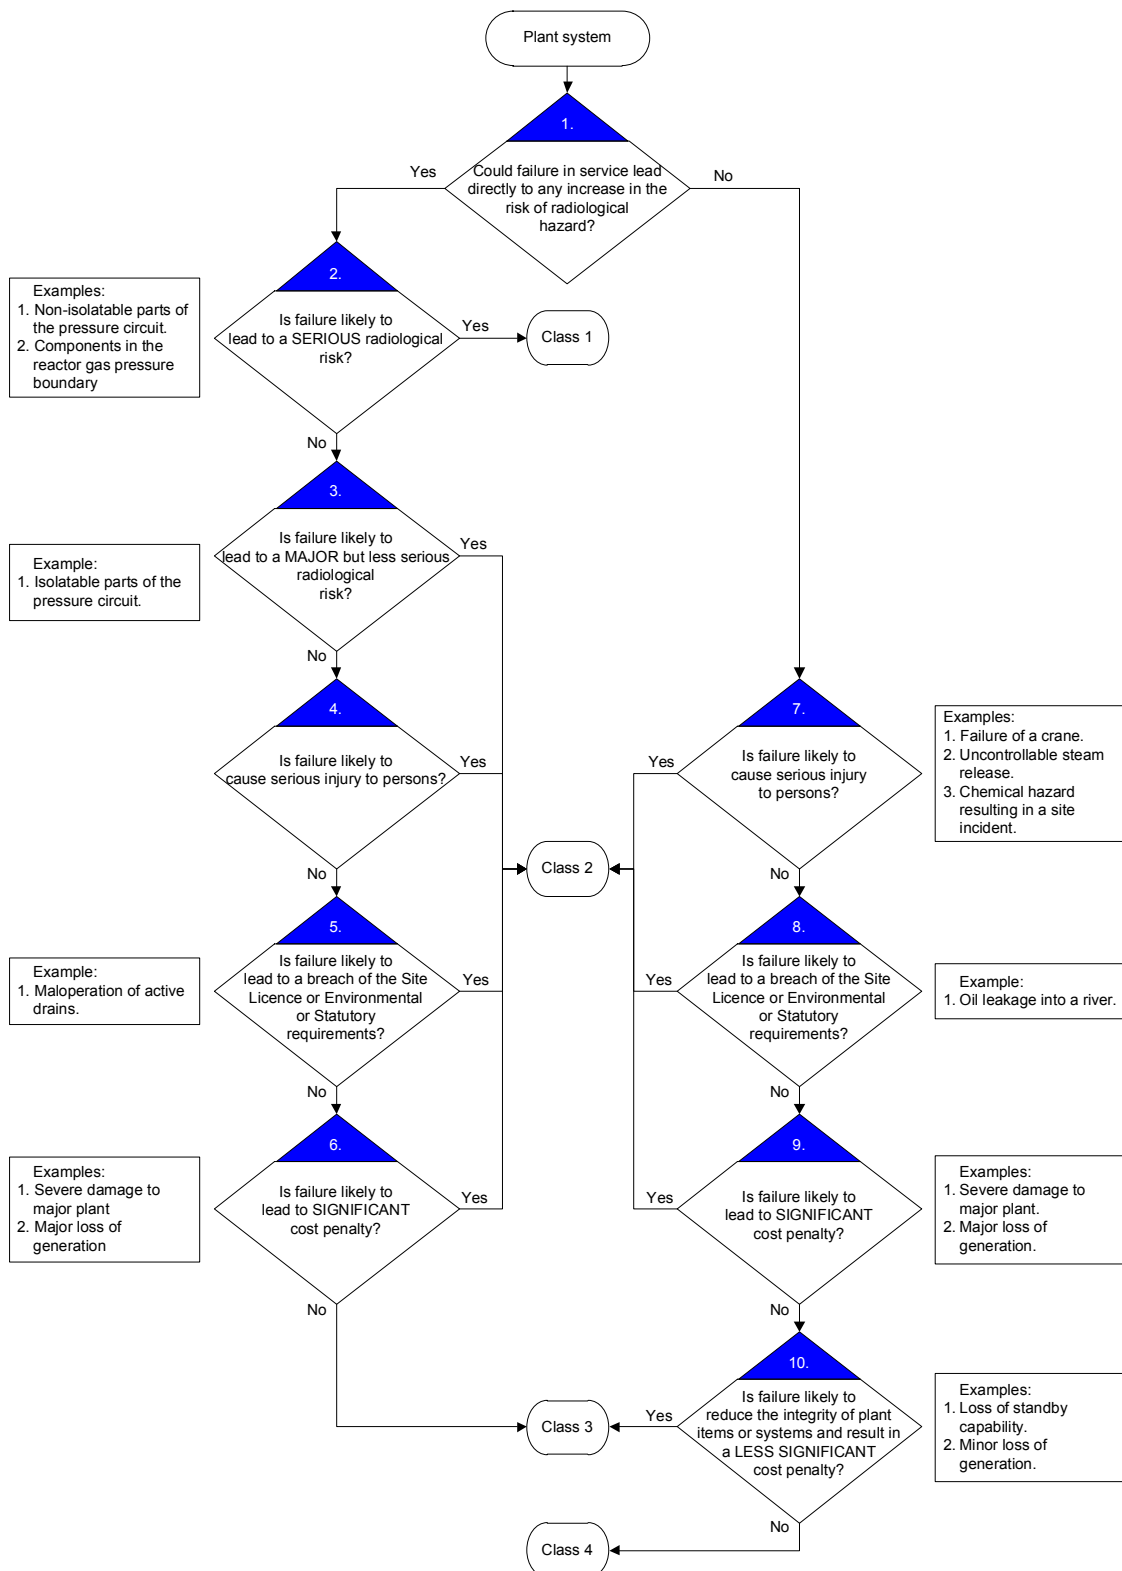 Plant system
1.
Could failure in service lead
directly to any increase in the
risk of radiological
hazard?
Yes
No
2.
Is failure likely to
lead to a SERIOUS radiological
risk?
Yes
Class 1
No
Examples:
1. Non-isolatable parts of
the pressure circuit.
2. Components in the
reactor gas pressure
boundary
3.
Is failure likely to
lead to a MAJOR but less serious
radiological
risk?
Yes
No
Example:
1. Isolatable parts of the
pressure circuit.
4.
Is failure likely to
cause serious injury to persons?
Yes
No
7.
Is failure likely to
cause serious injury
to persons?
Yes
No
Examples:
1. Failure of a crane.
2. Uncontrollable steam
release.
3. Chemical hazard
resulting in a site
incident.
Class 2
5.
Is failure likely to
lead to a breach of the Site
Licence or Environmental
or Statutory
requirements?
Yes
No
Example:
1. Maloperation of active
drains.
8.
Is failure likely to
lead to a breach of the Site
Licence or Environmental
or Statutory
requirements?
Yes
No
Example:
1. Oil leakage into a river.
6.
Is failure likely to
lead to SIGNIFICANT
cost penalty?
Yes
No
Examples:
1. Severe damage to
major plant
2. Major loss of
generation
9.
Is failure likely to
lead to SIGNIFICANT
cost penalty?
Yes
No
Examples:
1. Severe damage to
major plant.
2. Major loss of
generation.
10.
Is failure likely to
reduce the integrity of plant
items or systems and result in
a LESS SIGNIFICANT
cost penalty?
Yes
No
Class 3
Examples:
1. Loss of standby
capability.
2. Minor loss of
generation.
Class 4